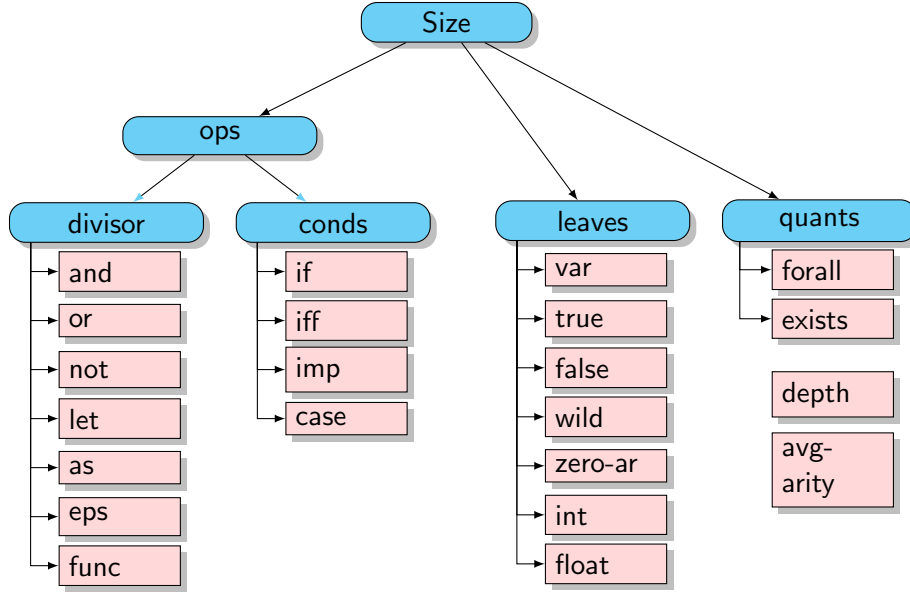 Size
ops
divisor
and
or
not
let
as
eps
func
conds
if
iff
imp
case
leaves
var
true
false
wild
zero-ar
int
float
quants
forall
exists
depth
avg-
arity